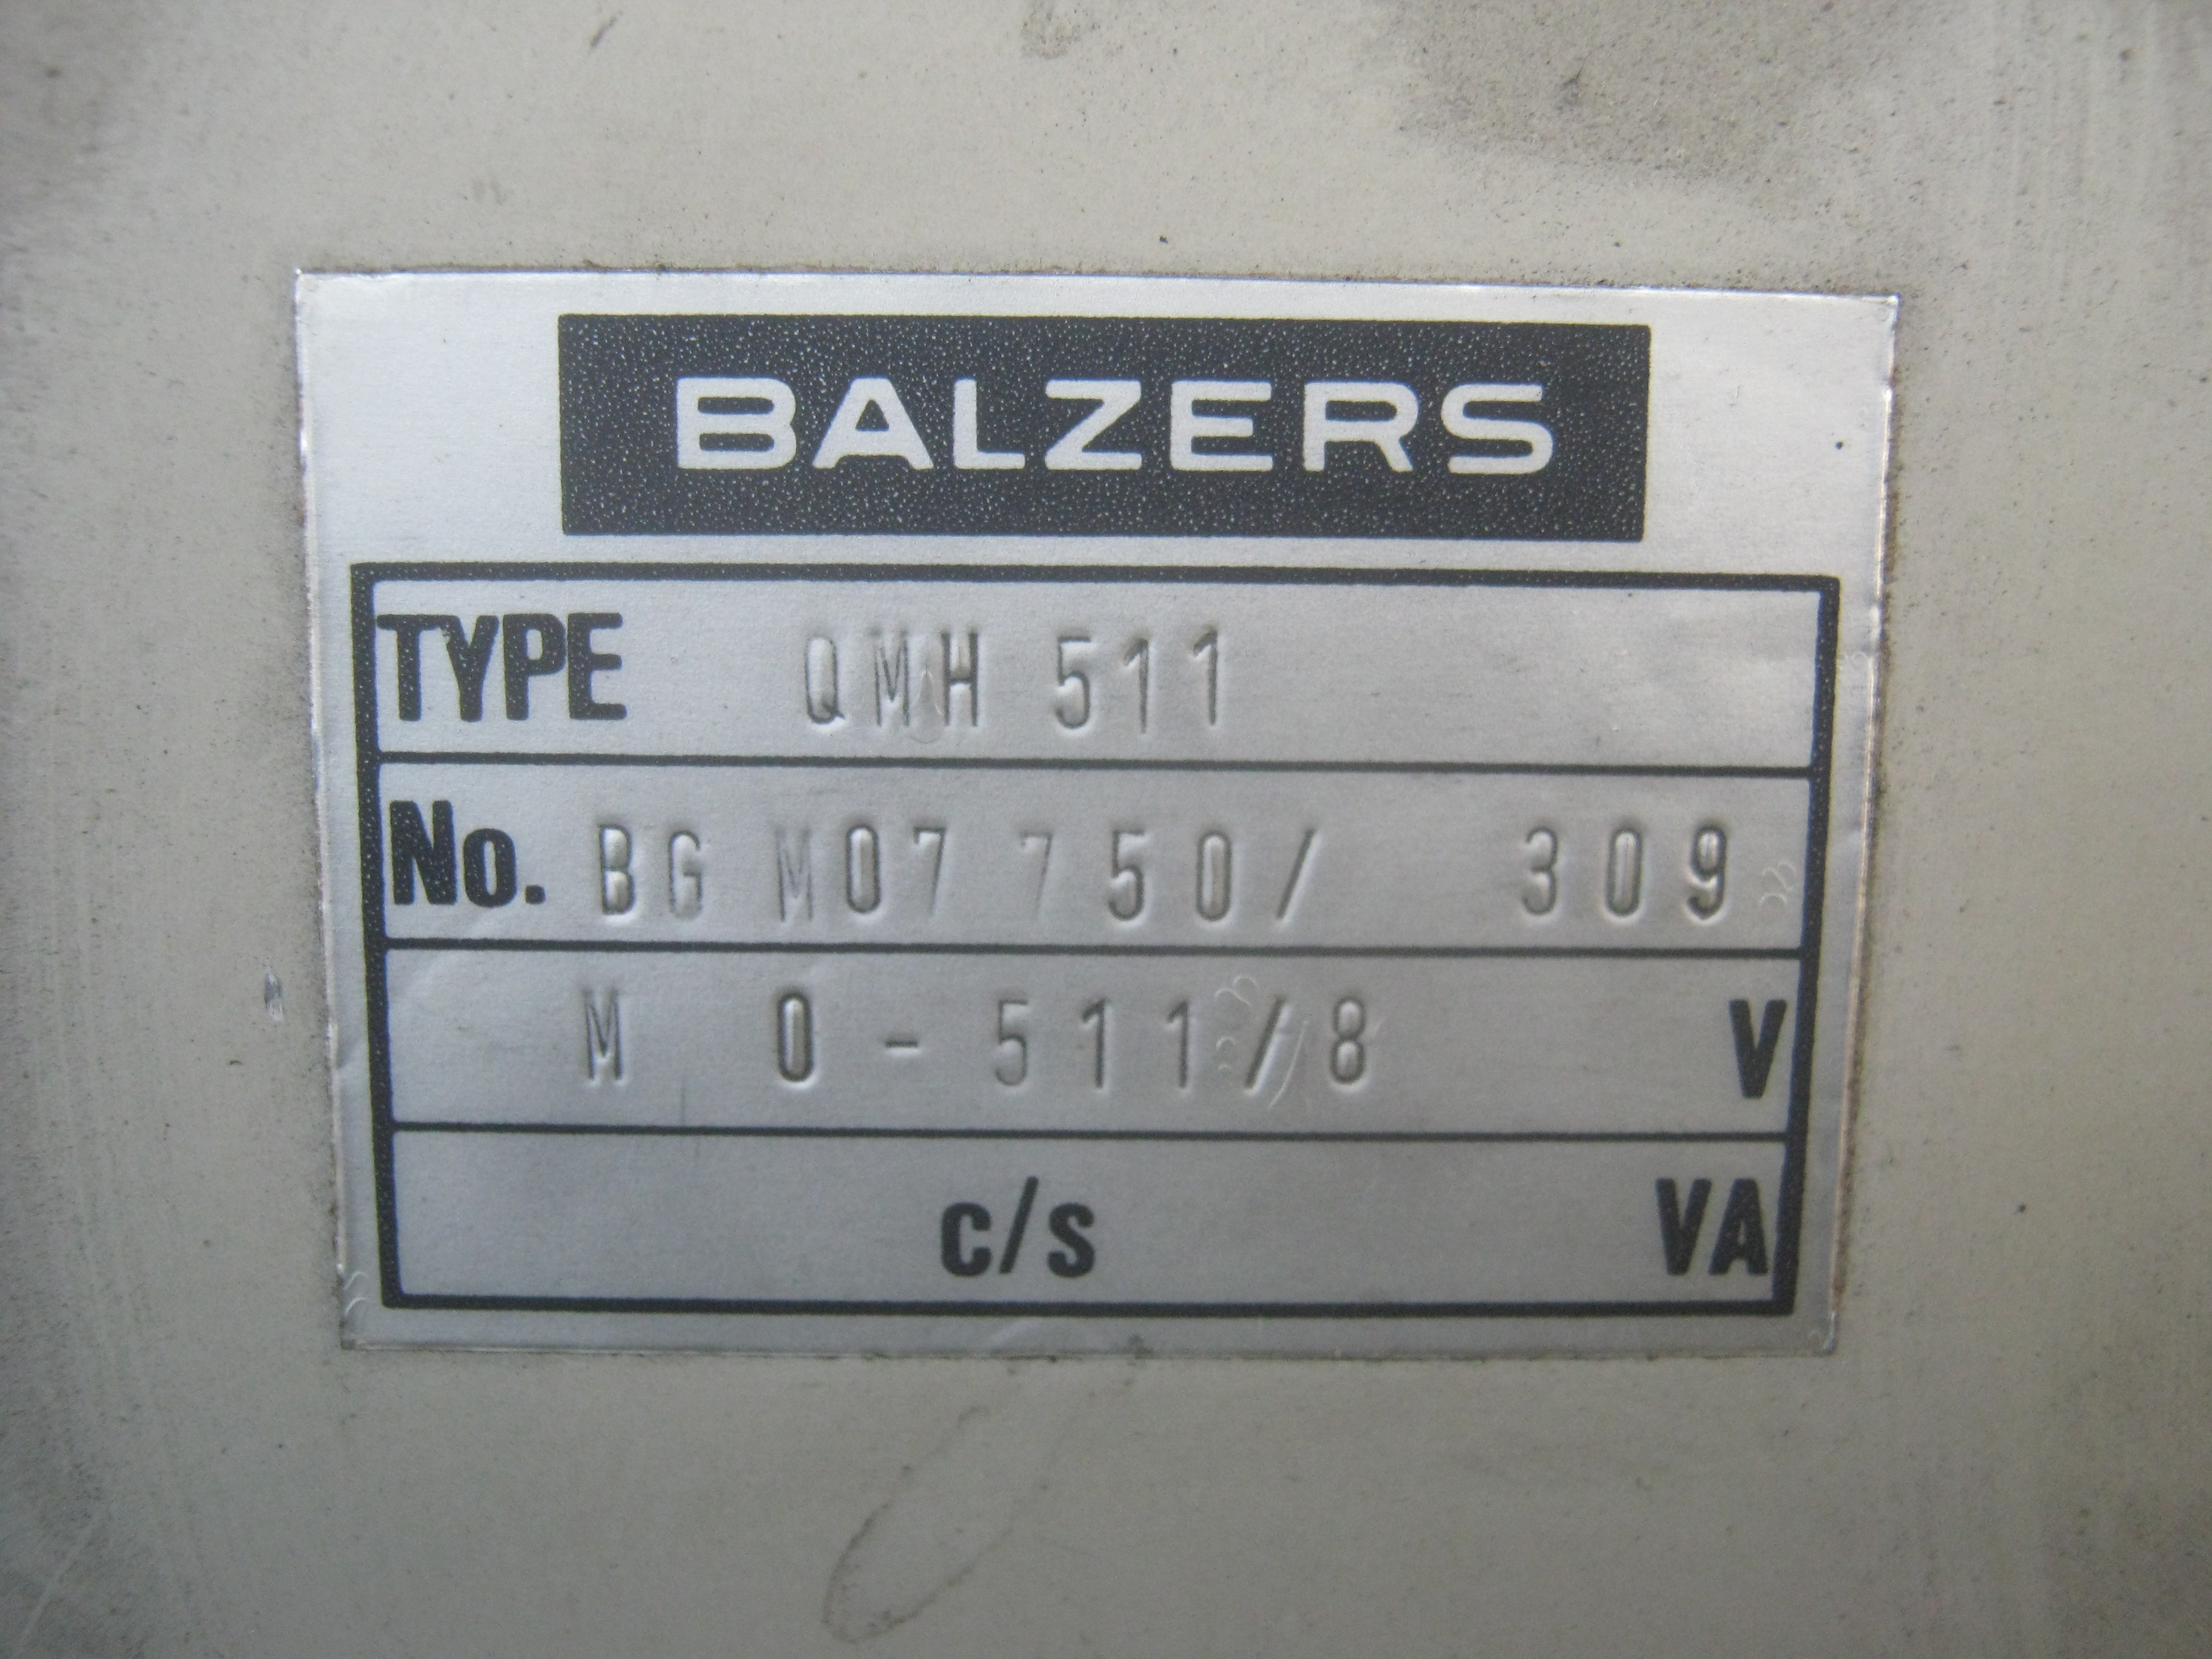 BALZERS
TYPE QMH 511
No. BG M07 750/ 309
M 0 - 511/8 V
c/s VA